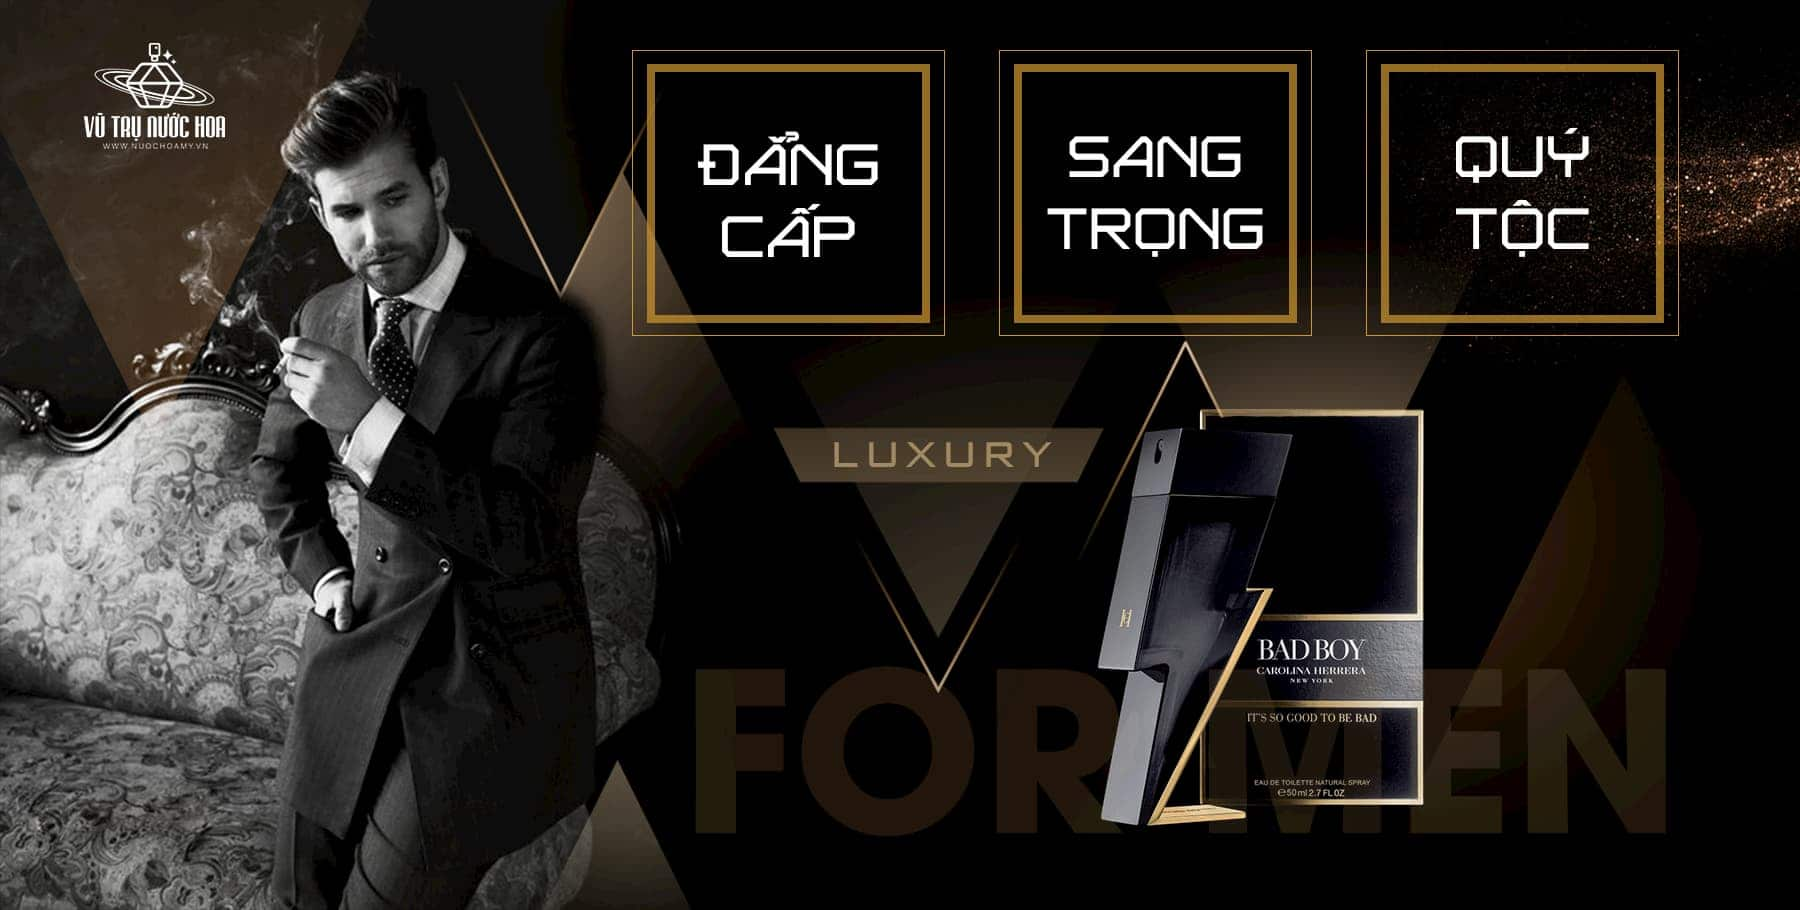 VŨ TRỤ NƯỚC HOA
WWW.NUOCHOAMY.VN
ĐẲNG
CẤP
SANG
TRỌNG
QUÝ
TỘC
LUXURY
BAD BOY
CAROLINA HERRERA
NEW YORK
IT'S SO GOOD TO BE BAD
EAU DE TOILETTE NATURAL SPRAY
℮50 ml 2.7 FL OZ
FOR MEN